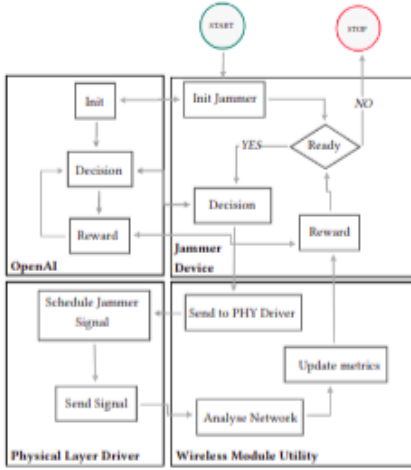 START
STOP
Init
Init Jammer
NO
YES
Ready
Decision
Decision
Reward
Reward
OpenAI
Jammer
Device
Schedule Jammer
Signal
Send to PHY Driver
Update metrics
Send Signal
Analyse Network
Physical Layer Driver
Wireless Module Utility